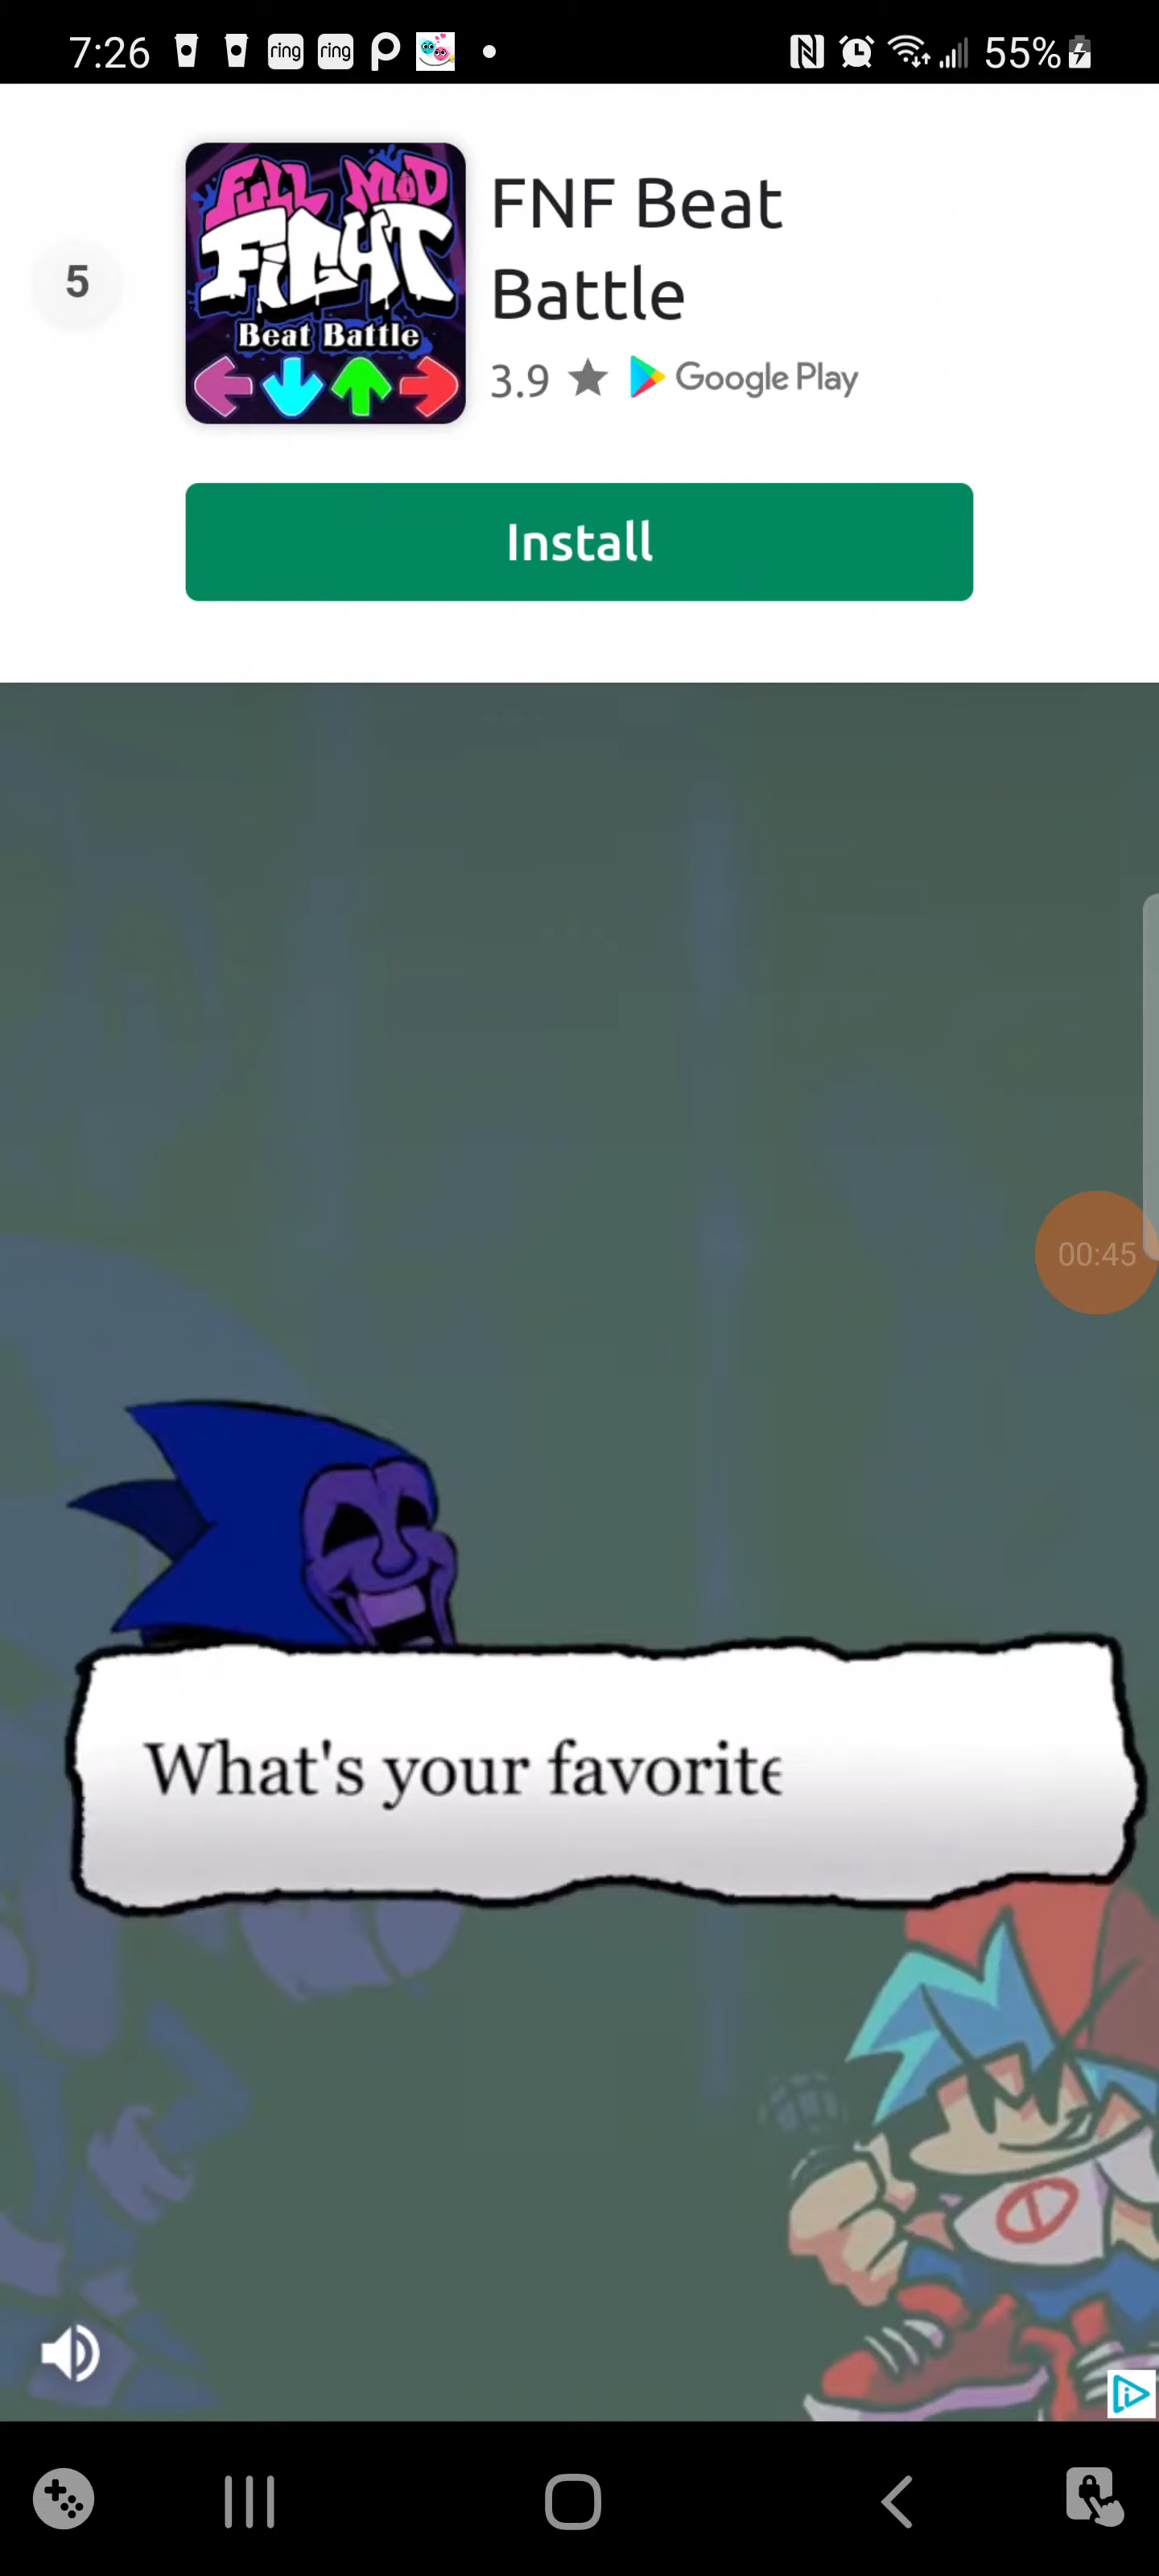 7:26 ring ring 55%
5
FULL MOD
FIGHT
Beat Battle
FNF Beat
Battle
3.9 ★ Google Play
Install
00:45
What's your favorite